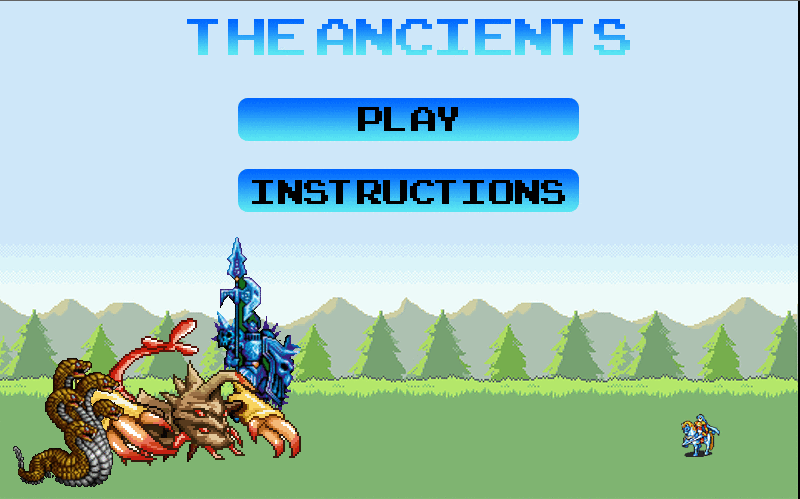 THE ANCIENTS
PLAY
INSTRUCTIONS